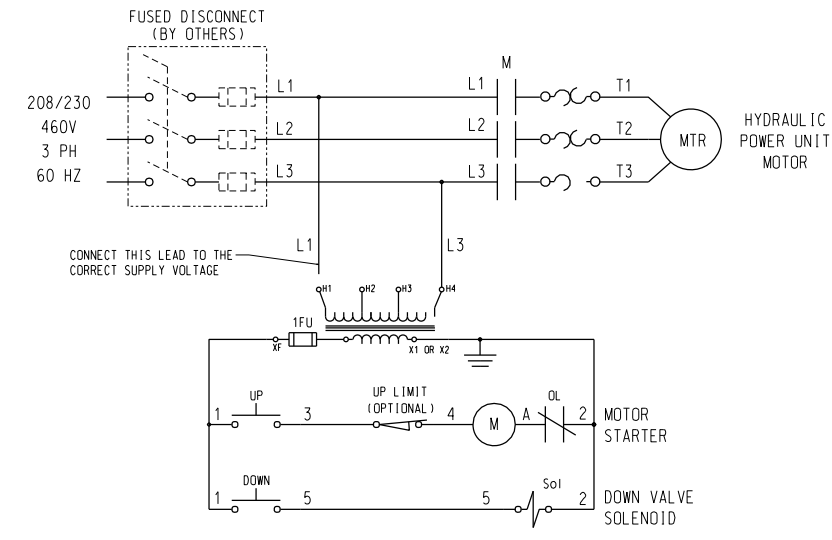 FUSED DISCONNECT
(BY OTHERS)
208/230
460V
3 PH
60 HZ
L1
L2
L3
M
L1
L2
L3
T1
T2
T3
MTR
HYDRAULIC
POWER UNIT
MOTOR
CONNECT THIS LEAD TO THE
CORRECT SUPPLY VOLTAGE
L1
L3
H1
H2
H3
H4
1FU
XF
X1 OR X2
UP
1
3
UP LIMIT
(OPTIONAL)
4
M
A
OL
2
MOTOR
STARTER
DOWN
1
5
5
Sol
2
DOWN VALVE
SOLENOID